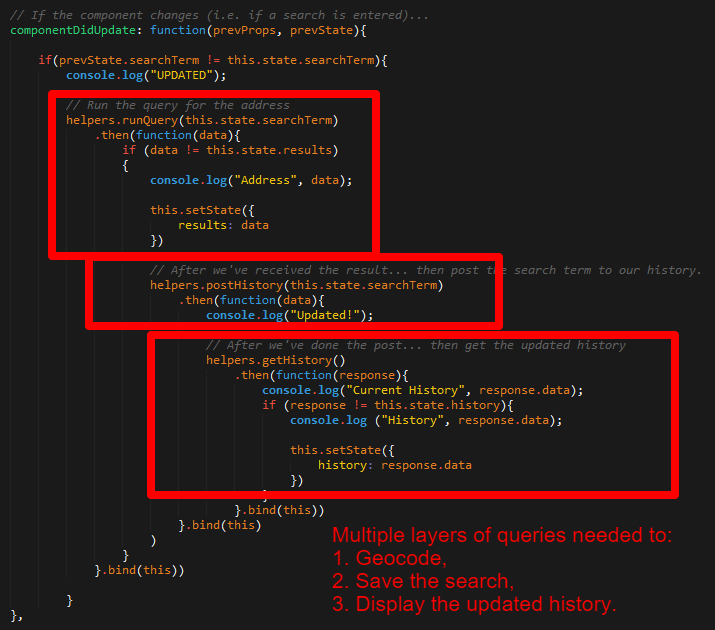 // If the component changes (i.e. if a search is entered)...
componentDidUpdate: function(prevProps, prevState){
if(prevState.searchTerm != this.state.searchTerm){
console.log("UPDATED");
// Run the query for the address
helpers.runQuery(this.state.searchTerm)
.then(function(data){
if (data != this.state.results)
{
console.log("Address", data);
this.setState({
results: data
})
// After we've received the result... then post the search term to our history.
helpers.postHistory(this.state.searchTerm)
.then(function(data){
console.log("Updated!");
// After we've done the post... then get the updated history
helpers.getHistory()
.then(function(response){
console.log("Current History", response.data);
if (response != this.state.history){
console.log ("History", response.data);
this.setState({
history: response.data
})
}
}.bind(this))
}.bind(this)
)
}
}.bind(this))
}
},
Multiple layers of queries needed to:
1. Geocode,
2. Save the search,
3. Display the updated history.